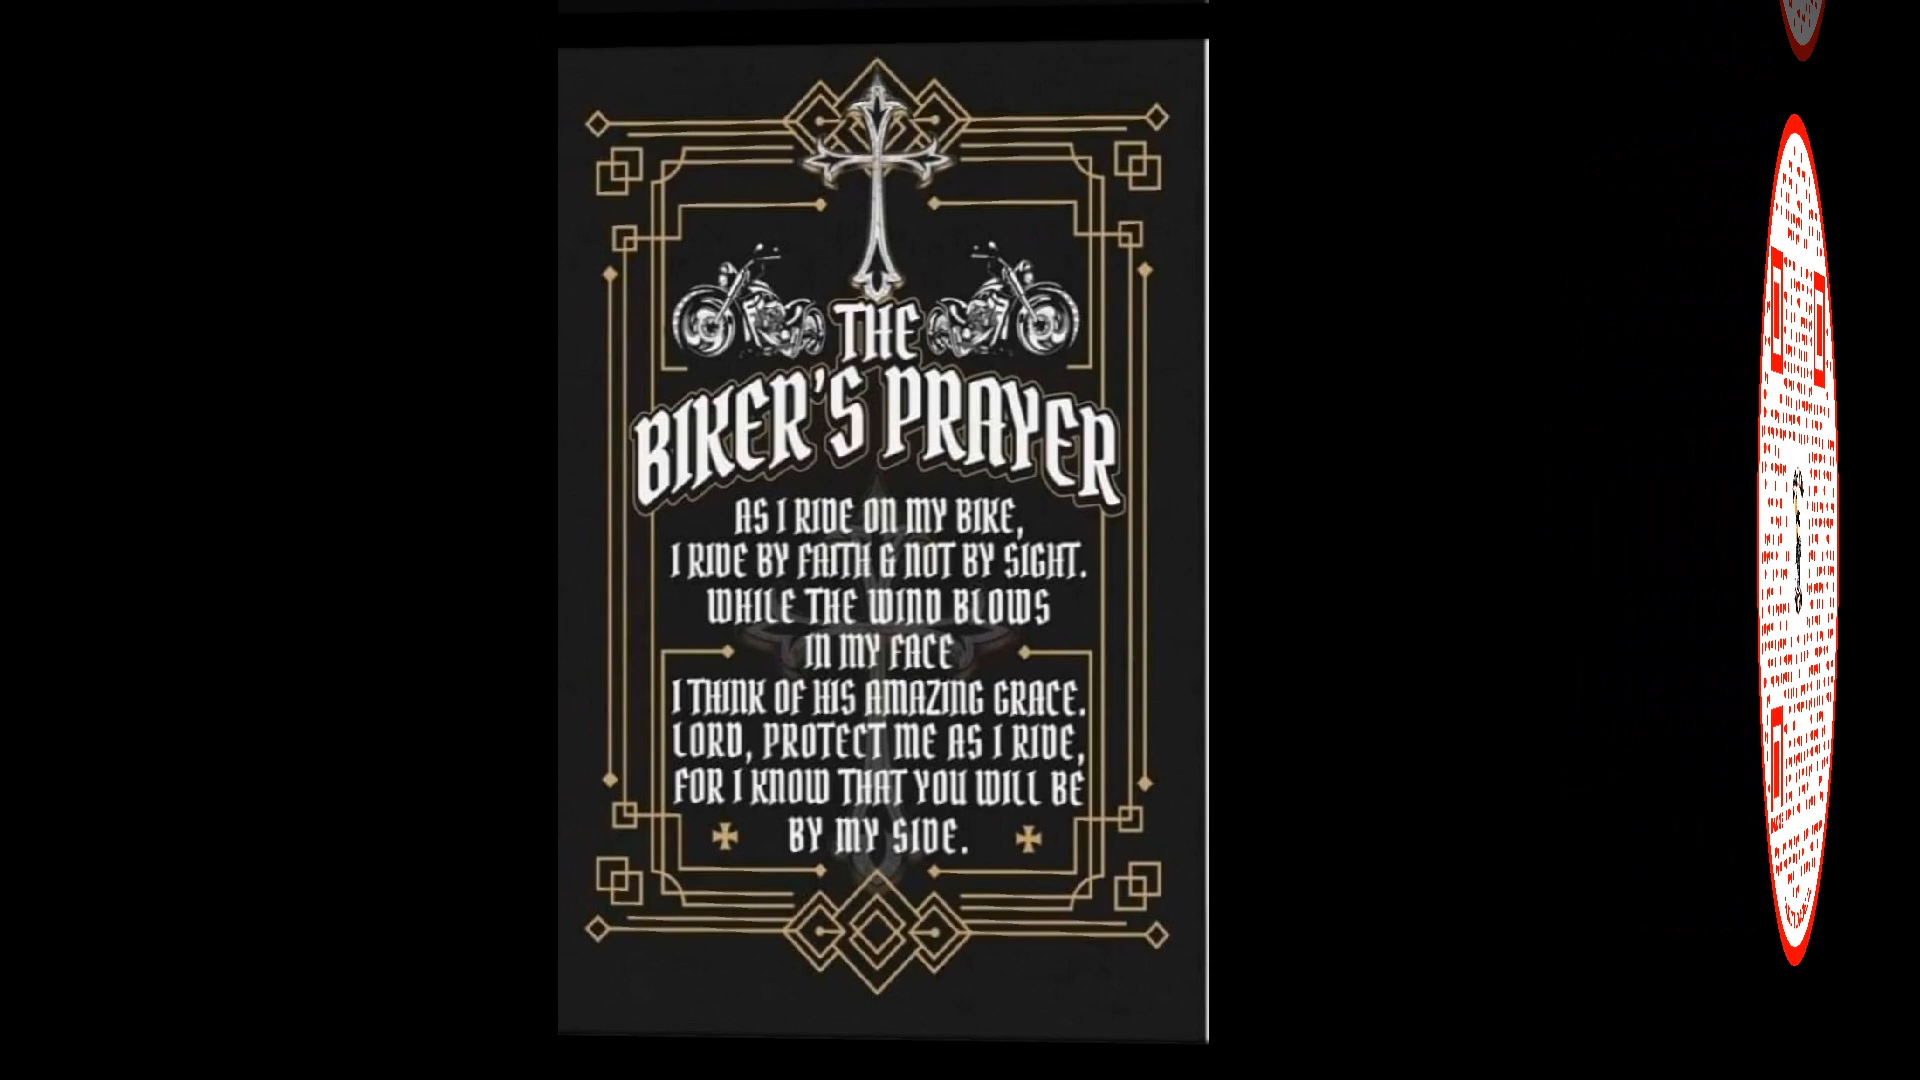 THE
BIKER'S PRAYER
AS I RIDE ON MY BIKE,
I RIDE BY FAITH & NOT BY SIGHT.
WHILE THE WIND BLOWS
IN MY FACE
I THINK OF HIS AMAZING GRACE.
LORD, PROTECT ME AS I RIDE,
FOR I KNOW THAT YOU WILL BE
BY MY SIDE.